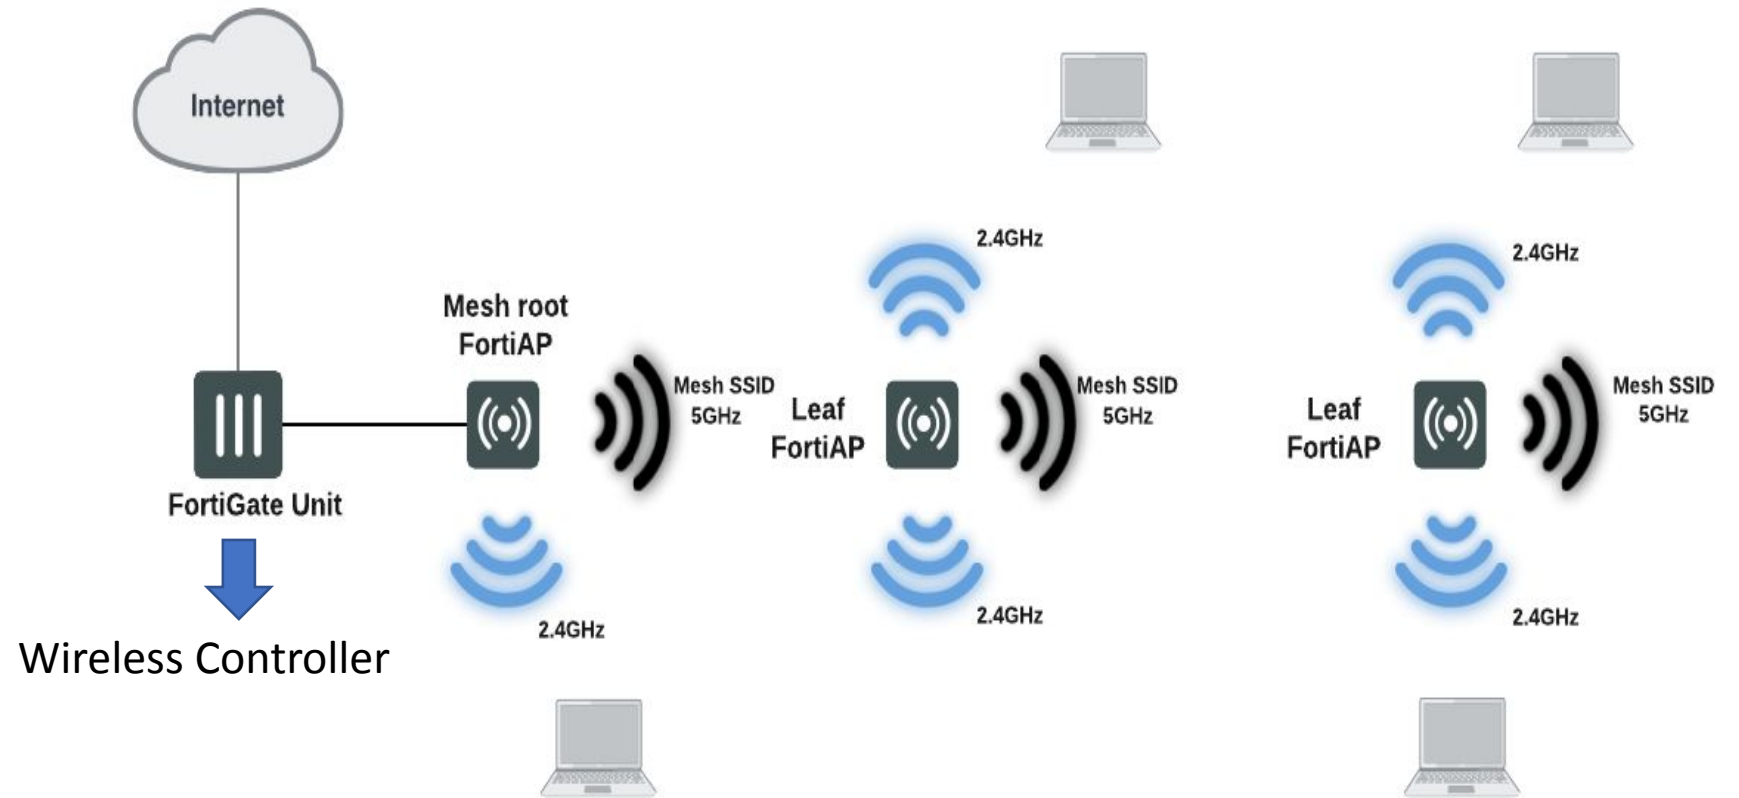 Internet
2.4GHz
2.4GHz
Mesh root
FortiAP
Mesh SSID
5GHz
Leaf
FortiAP
Mesh SSID
5GHz
Leaf
FortiAP
Mesh SSID
5GHz
FortiGate Unit
2.4GHz
2.4GHz
2.4GHz
Wireless Controller